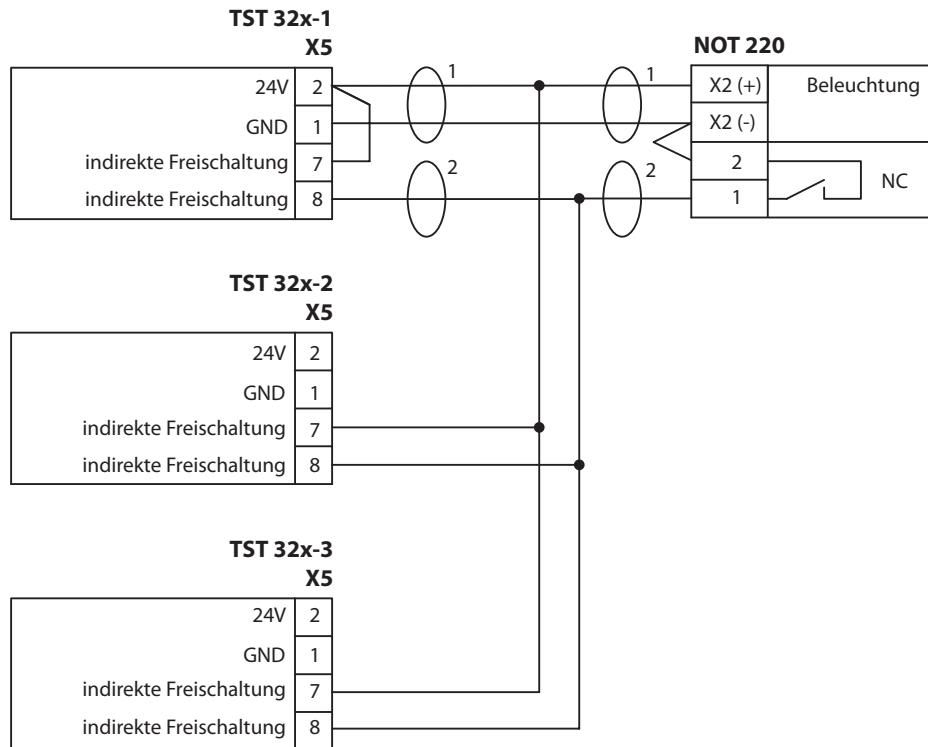 TST 32x-1
X5
24V 2
GND 1
indirekte Freischaltung 7
indirekte Freischaltung 8
1
2
1
2
NOT 220
X2 (+) Beleuchtung
X2 (-)
2
1
NC
TST 32x-2
X5
24V 2
GND 1
indirekte Freischaltung 7
indirekte Freischaltung 8
TST 32x-3
X5
24V 2
GND 1
indirekte Freischaltung 7
indirekte Freischaltung 8